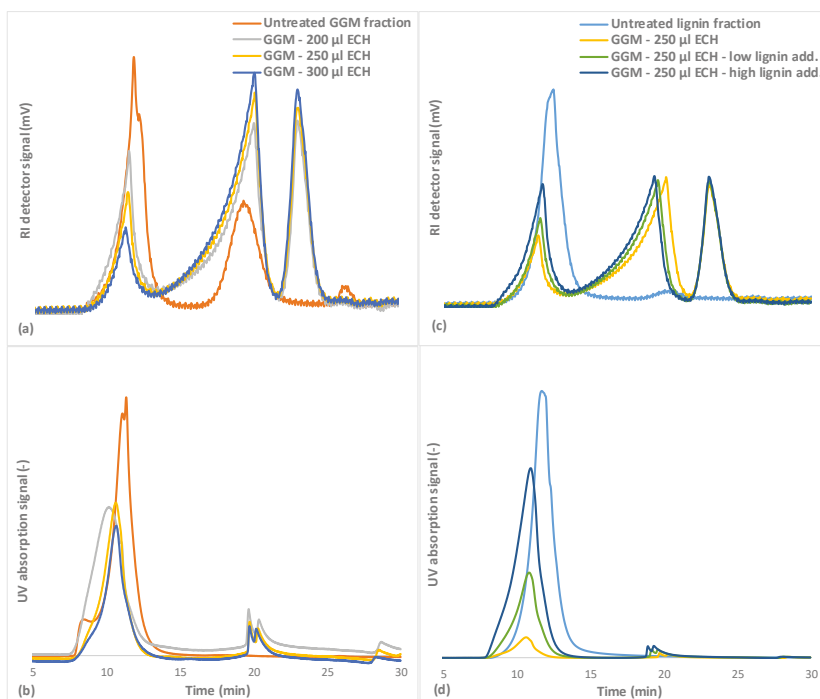 Untreated GGM fraction
GGM - 200 µl ECH
GGM - 250 µl ECH
GGM - 300 µl ECH
RI detector signal (mV)
(a)
Untreated lignin fraction
GGM - 250 µl ECH
GGM - 250 µl ECH - low lignin add.
GGM - 250 µl ECH - high lignin add.
RI detector signal (mV)
(c)
UV absorption signal (-)
5 10 15 20 25 30
(b) Time (min)
UV absorption signal (-)
5 10 15 20 25 30
Time (min) (d)